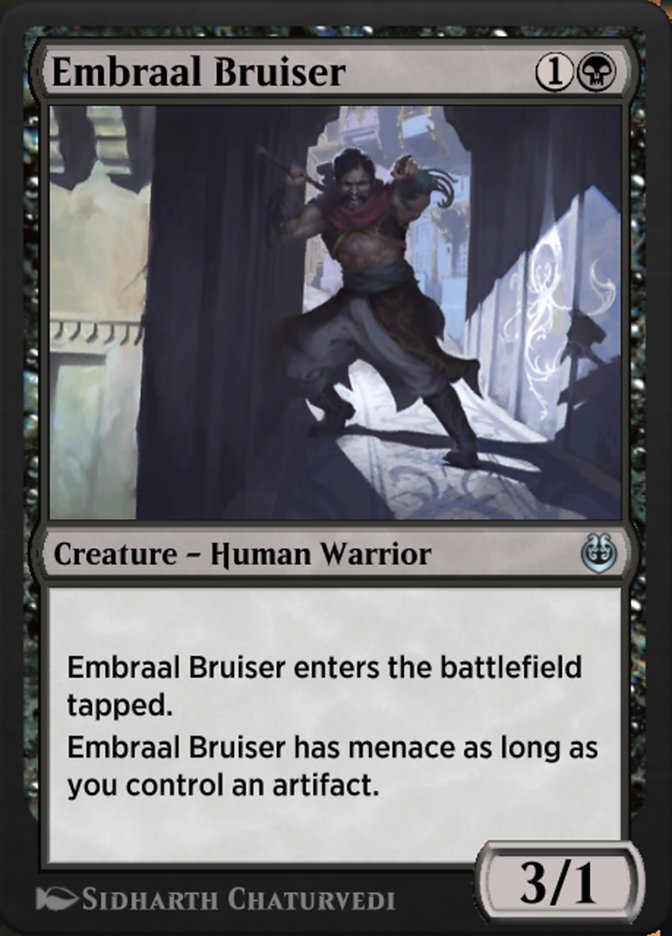 Embraal Bruiser
1
Creature – Human Warrior
Embraal Bruiser enters the battlefield
tapped.
Embraal Bruiser has menace as long as
you control an artifact.
3/1
Sidharth Chaturvedi